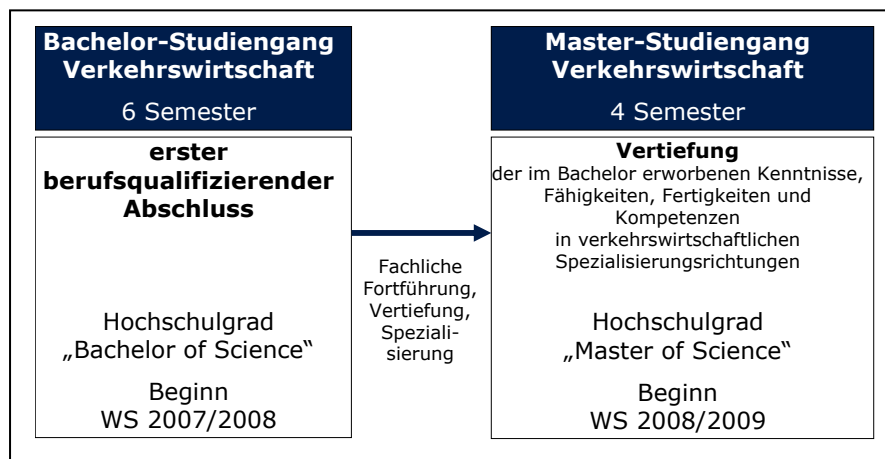 Bachelor-Studiengang
Verkehrswirtschaft
6 Semester
erster
berufsqualifizierender
Abschluss
Hochschulgrad
„Bachelor of Science“
Beginn
WS 2007/2008
Fachliche
Fortführung,
Vertiefung,
Speziali-
sierung
Master-Studiengang
Verkehrswirtschaft
4 Semester
Vertiefung
der im Bachelor erworbenen Kenntnisse,
Fähigkeiten, Fertigkeiten und
Kompetenzen
in verkehrswirtschaftlichen
Spezialisierungsrichtungen
Hochschulgrad
„Master of Science“
Beginn
WS 2008/2009